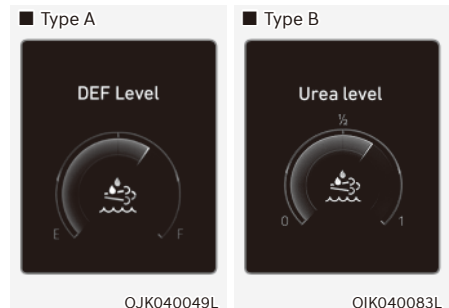 ■ Type A
DEF Level
E
F
OJK040049L
■ Type B
Urea level
½
0
1
OIK040083L